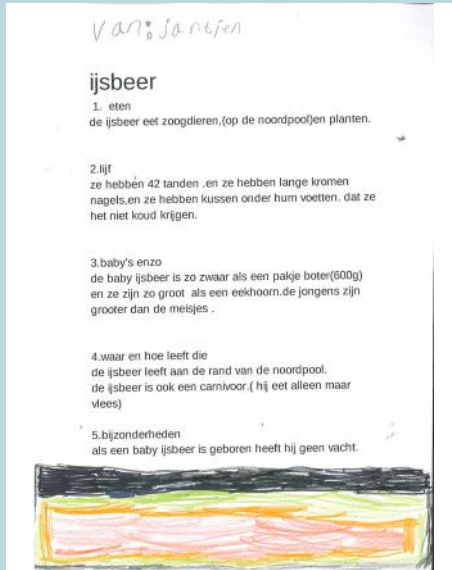 van: jantjen
ijsbeer
1. eten
de ijsbeer eet zoogdieren,(op de noordpool)en planten.
2.lijf
ze hebben 42 tanden .en ze hebben lange kromen
nagels,en ze hebben kussen onder hum voetten. dat ze
het niet koud krijgen.
3.baby's enzo
de baby ijsbeer is zo zwaar als een pakje boter(600g)
en ze zijn zo groot als een eekhoorn.de jongens zijn
grooter dan de meisjes .
4.waar en hoe leeft die
de ijsbeer leeft aan de rand van de noordpool.
de ijsbeer is ook een carnivoor.( hij eet alleen maar
vlees)
5.bijzonderheden
als een baby ijsbeer is geboren heeft hij geen vacht.